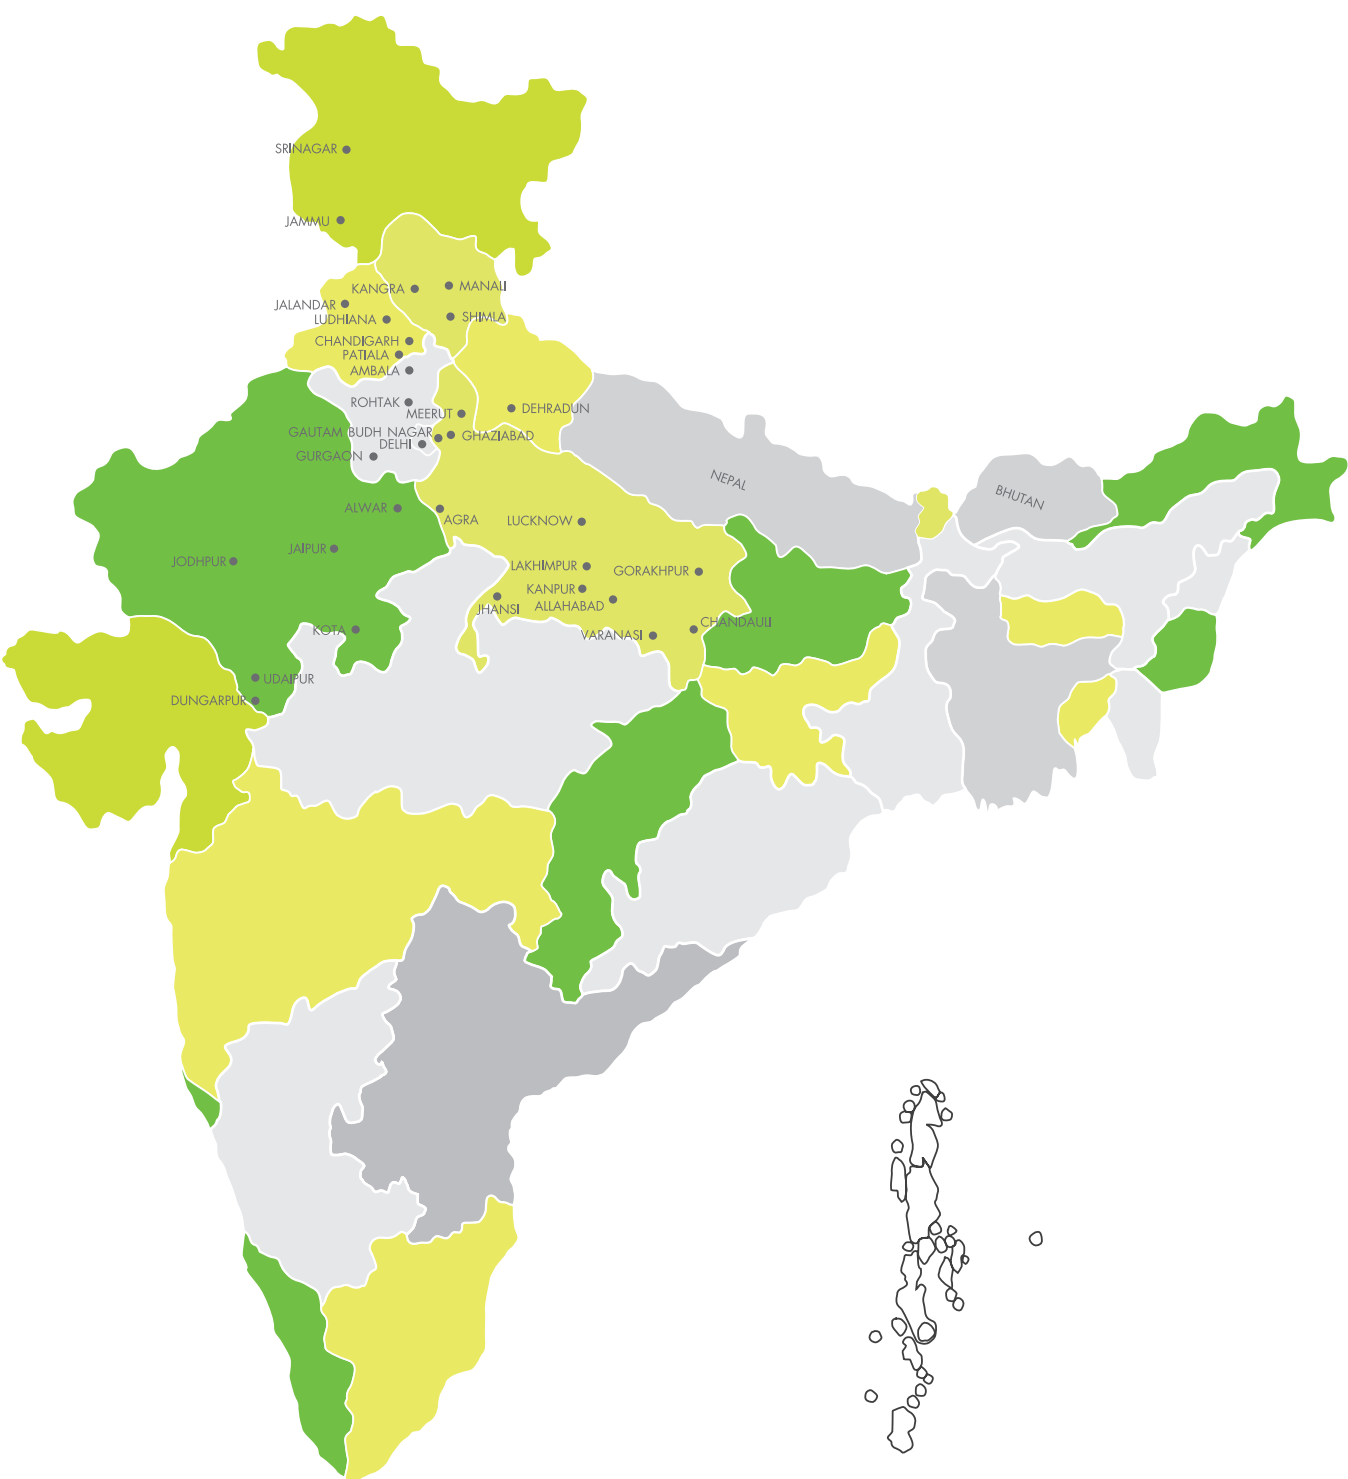 SRINAGAR
JAMMU
KANGRA
MANALI
JALANDAR
LUDHIANA
SHIMLA
CHANDIGARH
PATIALA
AMBALA
ROHTAK
MEERUT
DEHRADUN
GAUTAM BUDH NAGAR
GHAZIABAD
DELHI
GURGAON
NEPAL
BHUTAN
ALWAR
AGRA
LUCKNOW
JAIPUR
JODHPUR
LAKHIMPUR
GORAKHPUR
KANPUR
JHANSI
ALLAHABAD
KOTA
VARANASI
CHANDAULI
UDAIPUR
DUNGARPUR